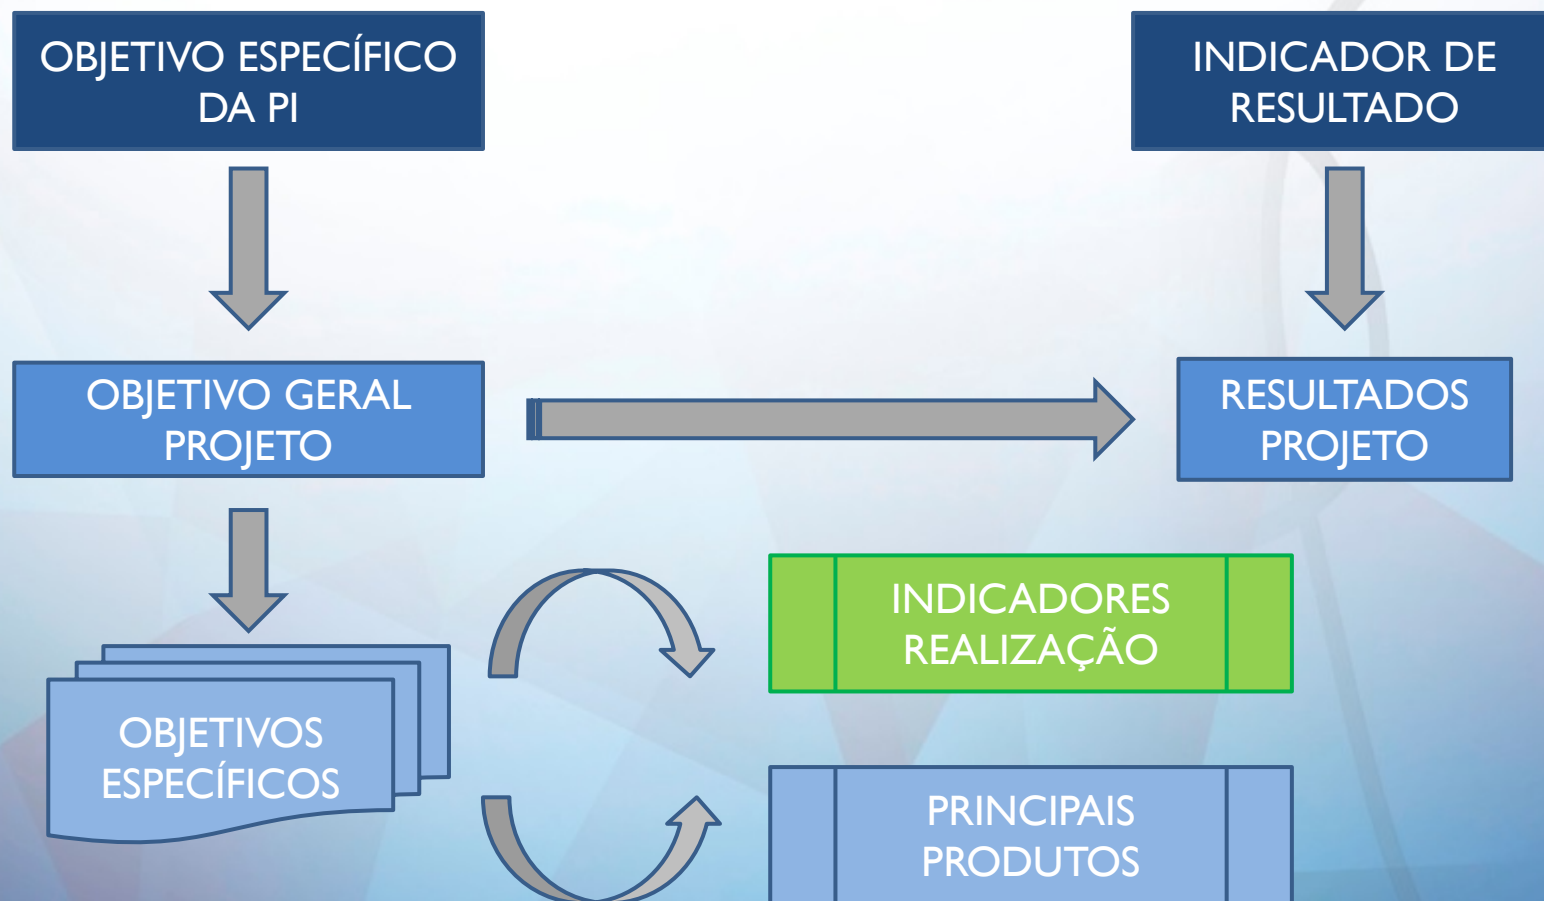 OBJETIVO ESPECÍFICO
DA PI
INDICADOR DE
RESULTADO
OBJETIVO GERAL
PROJETO
RESULTADOS
PROJETO
INDICADORES
REALIZAÇÃO
OBJETIVOS
ESPECÍFICOS
PRINCIPAIS
PRODUTOS